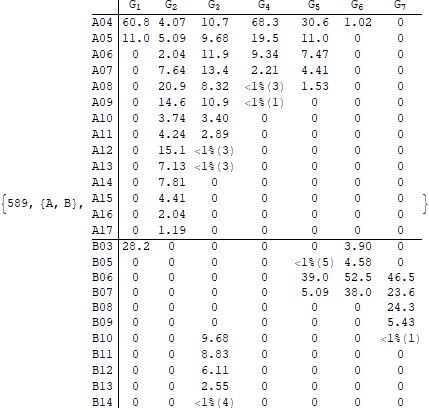 G₁ G₂ G₃ G₄ G₅ G₆ G₇
A04 60.8 4.07 10.7 68.3 30.6 1.02 0
A05 11.0 5.09 9.68 19.5 11.0 0 0
A06 0 2.04 11.9 9.34 7.47 0 0
A07 0 7.64 13.4 2.21 4.41 0 0
A08 0 20.9 8.32 <1%(3) 1.53 0 0
A09 0 14.6 10.9 <1%(1) 0 0 0
A10 0 3.74 3.40 0 0 0 0
A11 0 4.24 2.89 0 0 0 0
A12 0 15.1 <1%(3) 0 0 0 0
A13 0 7.13 <1%(3) 0 0 0 0
A14 0 7.81 0 0 0 0 0
{589, {A, B}, A15 0 4.41 0 0 0 0 0 }
A16 0 2.04 0 0 0 0 0
A17 0 1.19 0 0 0 0 0
B03 28.2 0 0 0 0 3.90 0
B05 0 0 0 0 <1%(5) 4.58 0
B06 0 0 0 0 39.0 52.5 46.5
B07 0 0 0 0 5.09 38.0 23.6
B08 0 0 0 0 0 0 24.3
B09 0 0 0 0 0 0 5.43
B10 0 0 9.68 0 0 0 <1%(1)
B11 0 0 8.83 0 0 0 0
B12 0 0 6.11 0 0 0 0
B13 0 0 2.55 0 0 0 0
B14 0 0 <1%(4) 0 0 0 0